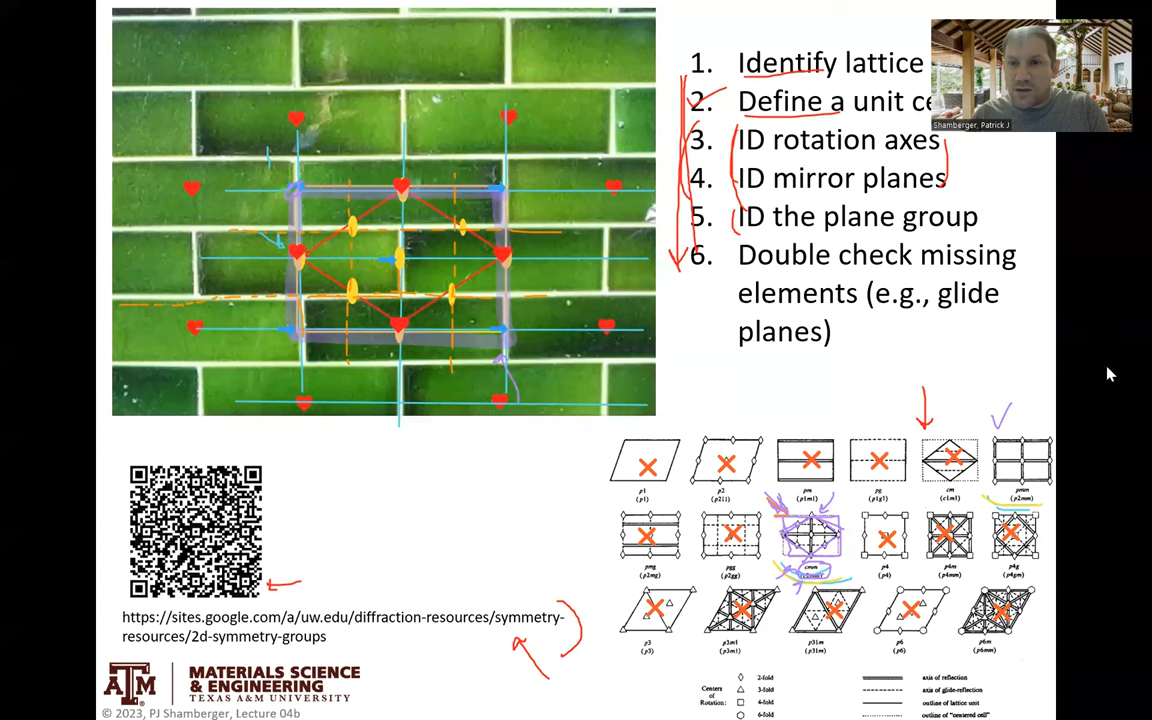 1. Identify lattice
2. Define a unit ce
3. ID rotation axes
4. ID mirror planes
5. ID the plane group
6. Double check missing
elements (e.g., glide
planes)
Shamberger, Patrick J
p1
(p1)
p2
(p211)
pm
(p1m1)
pg
(p1g1)
cm
(c1m1)
pmm
(p2mm)
pmg
(p2mg)
pgg
(p2gg)
cmm
p4
(p4)
p4m
(p4mm)
p4g
(p4gm)
p3
(p3)
p3m1
(p3m1)
p31m
(p31m)
p6
(p6)
p6m
(p6mm)
https://sites.google.com/a/uw.edu/diffraction-resources/symmetry-
resources/2d-symmetry-groups
ATM
MATERIALS SCIENCE
& ENGINEERING
TEXAS A&M UNIVERSITY
© 2023, PJ Shamberger, Lecture 04b
Centers
of
Rotation:
2-fold
3-fold
4-fold
6-fold
axis of reflection
axis of glide-reflection
outline of lattice unit
outline of "centered cell"